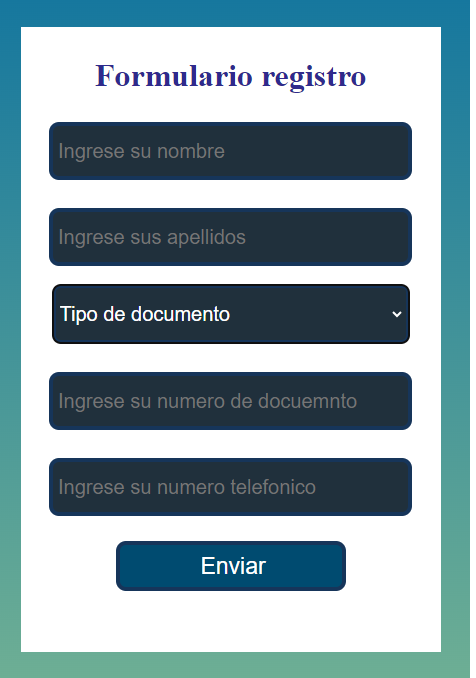 Formulario registro
Ingrese su nombre
Ingrese sus apellidos
Tipo de documento
Ingrese su numero de docuemnto
Ingrese su numero telefonico
Enviar